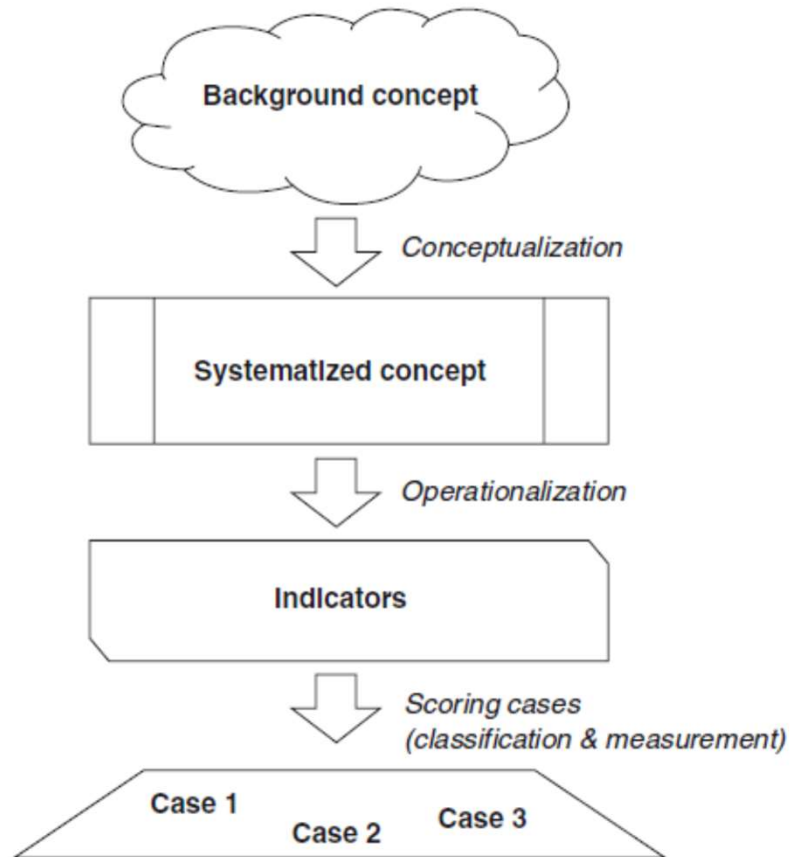 Background concept
Conceptualization
Systematized concept
Operationalization
Indicators
Scoring cases
(classification & measurement)
Case 1
Case 2
Case 3